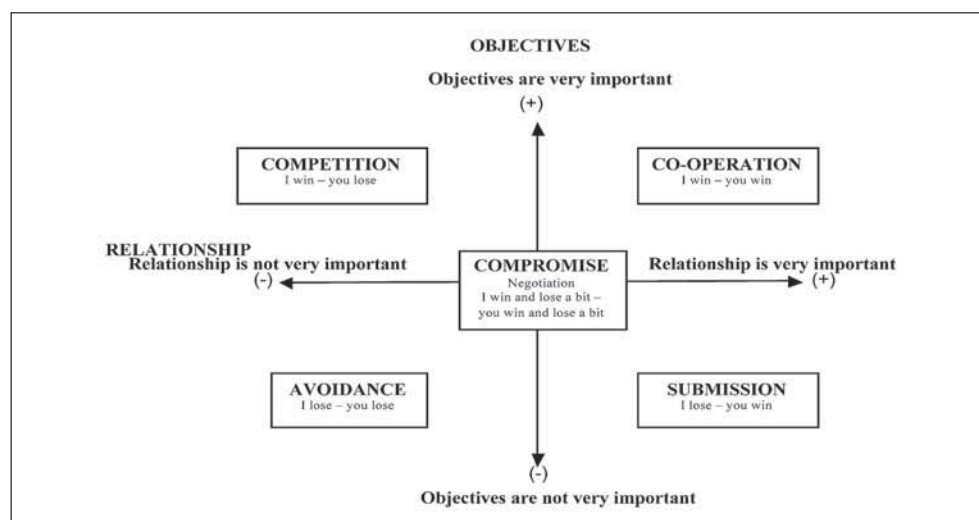 OBJECTIVES
Objectives are very important
(+)
COMPETITION
I win – you lose
CO-OPERATION
I win – you win
RELATIONSHIP
Relationship is not very important
(-)
COMPROMISE
Negotiation
I win and lose a bit –
you win and lose a bit
Relationship is very important
(+)
AVOIDANCE
I lose – you lose
SUBMISSION
I lose – you win
(-)
Objectives are not very important